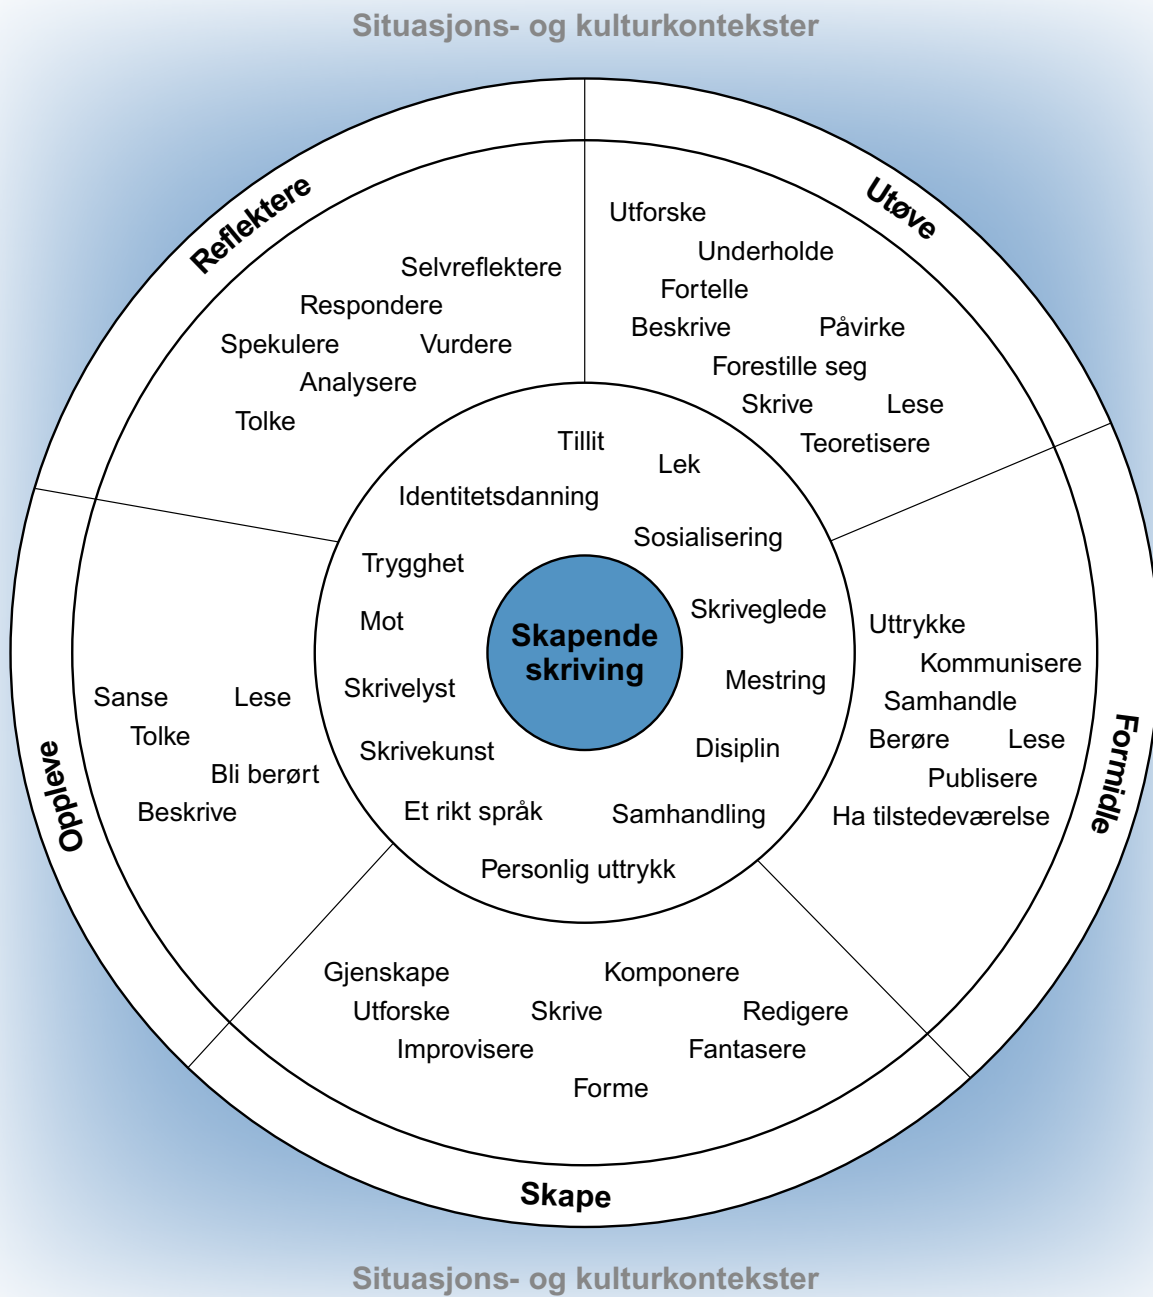 Situasjons- og kulturkontekster
Reflektere
Selvreflektere
Respondere
Spekulere
Vurdere
Analysere
Tolke
Utøve
Utforske
Underholde
Fortelle
Beskrive
Påvirke
Forestille seg
Skrive
Lese
Teoretisere
Formidle
Uttrykke
Kommunisere
Samhandle
Berøre
Lese
Publisere
Ha tilstedeværelse
Skape
Gjenskape
Komponere
Utforske
Skrive
Redigere
Improvisere
Fantasere
Forme
Oppleve
Sanse
Lese
Tolke
Bli berørt
Beskrive
Tillit
Lek
Identitetsdanning
Sosialisering
Trygghet
Skriveglede
Mot
Mestring
Skrivelyst
Disiplin
Skrivekunst
Et rikt språk
Samhandling
Personlig uttrykk
Skapende
skriving
Situasjons- og kulturkontekster